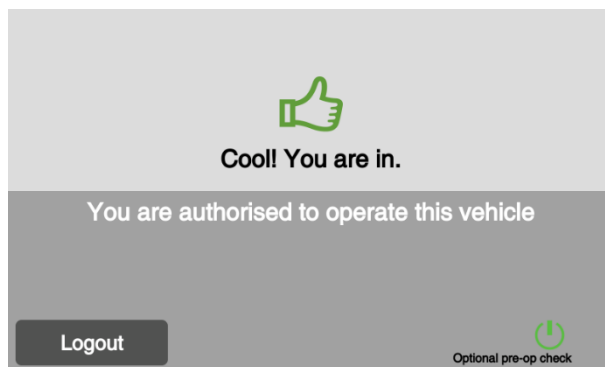 Cool! You are in.
You are authorised to operate this vehicle
Logout
Optional pre-op check